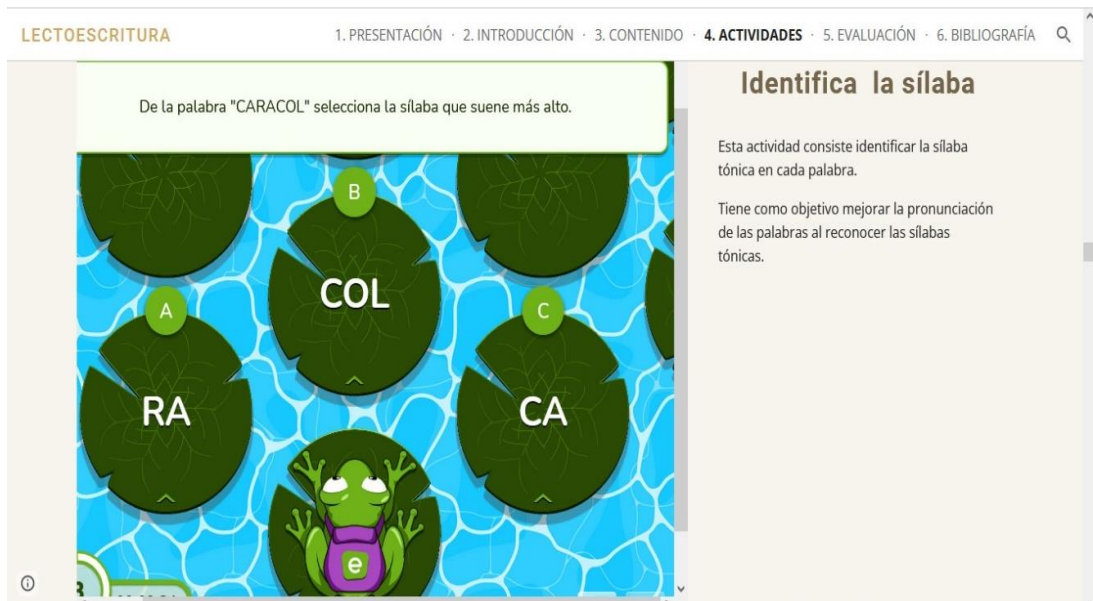 LECTOESCRITURA
1. PRESENTACIÓN · 2. INTRODUCCIÓN · 3. CONTENIDO · 4. ACTIVIDADES · 5. EVALUACIÓN · 6. BIBLIOGRAFÍA
De la palabra "CARACOL" selecciona la sílaba que suene más alto.
B
COL
A
RA
C
CA
e
Identifica la sílaba
Esta actividad consiste identificar la sílaba
tónica en cada palabra.
Tiene como objetivo mejorar la pronunciación
de las palabras al reconocer las sílabas
tónicas.